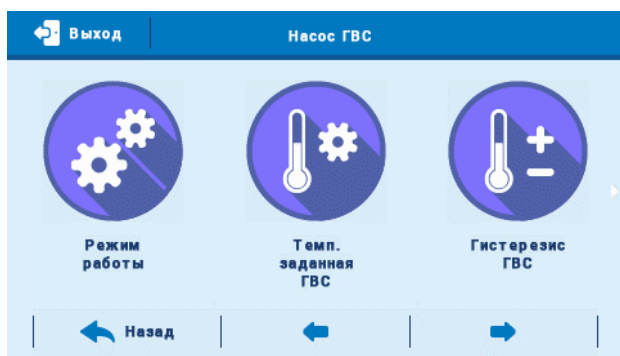 Выход
Насос ГВС
Режим
работы
Темп.
заданная
ГВС
Гистерезис
ГВС
Назад